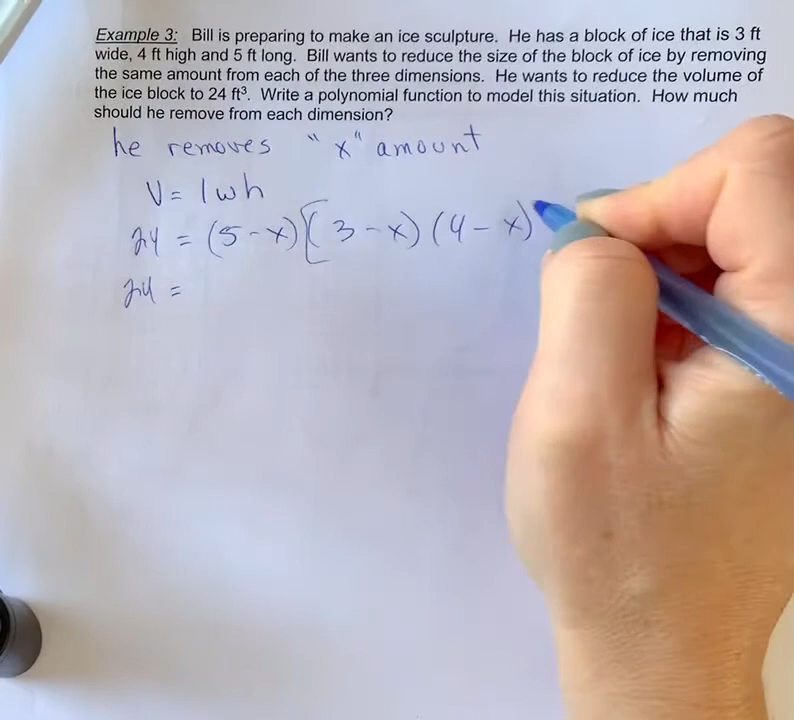 Example 3: Bill is preparing to make an ice sculpture. He has a block of ice that is 3 ft
wide, 4 ft high and 5 ft long. Bill wants to reduce the size of the block of ice by removing
the same amount from each of the three dimensions. He wants to reduce the volume of
the ice block to 24 ft³. Write a polynomial function to model this situation. How much
should he remove from each dimension?
he removes "x" amount
V = lwh
24 = (5-x)[(3-x)(4-x)
24 =